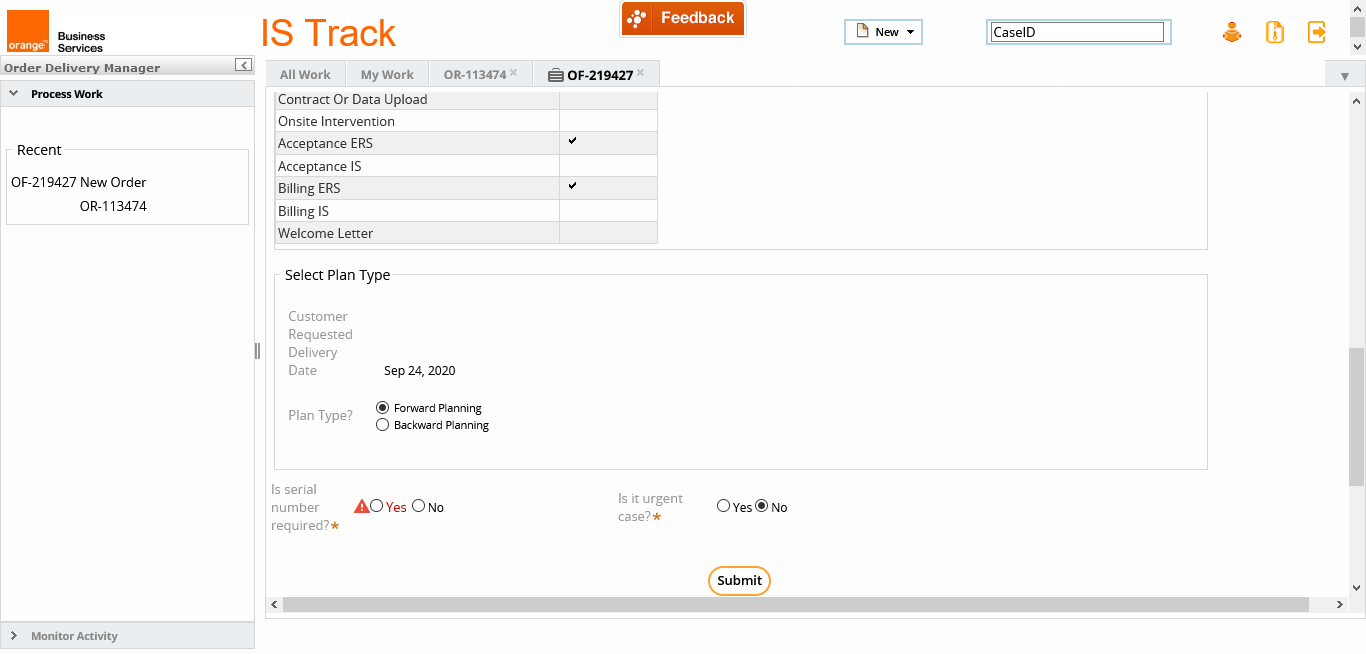 orange™
Business
Services
IS Track
Feedback
New
CaseID
Order Delivery Manager
All Work
My Work
OR-113474
OF-219427
Process Work
Recent
OF-219427 New Order
OR-113474
Contract Or Data Upload
Onsite Intervention
Acceptance ERS
Acceptance IS
Billing ERS
Billing IS
Welcome Letter
Select Plan Type
Customer
Requested
Delivery
Date Sep 24, 2020
Plan Type?
Forward Planning
Backward Planning
Is serial
number
required?*
Yes No
Is it urgent
case?*
Yes No
Submit
Monitor Activity